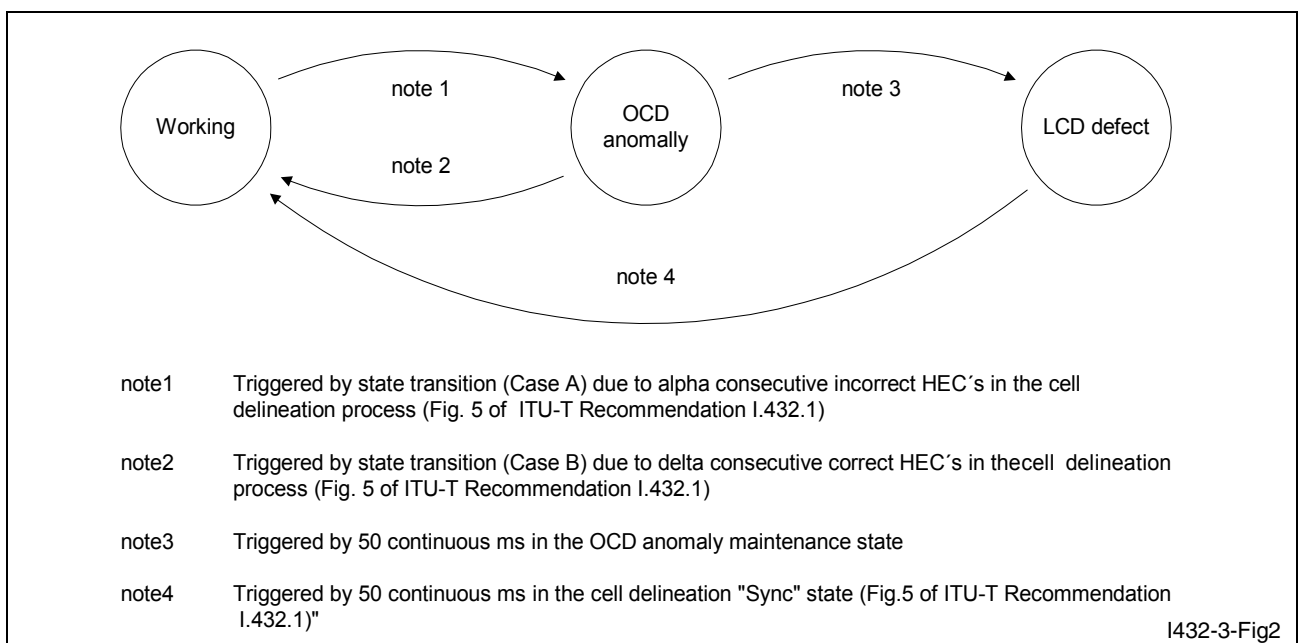 note 1
note 3
Working
OCD
anomally
LCD defect
note 2
note 4
note1 Triggered by state transition (Case A) due to alpha consecutive incorrect HEC´s in the cell
delineation process (Fig. 5 of ITU-T Recommendation I.432.1)
note2 Triggered by state transition (Case B) due to delta consecutive correct HEC´s in thecell delineation
process (Fig. 5 of ITU-T Recommendation I.432.1)
note3 Triggered by 50 continuous ms in the OCD anomaly maintenance state
note4 Triggered by 50 continuous ms in the cell delineation "Sync" state (Fig.5 of ITU-T Recommendation
I.432.1)"
I432-3-Fig2